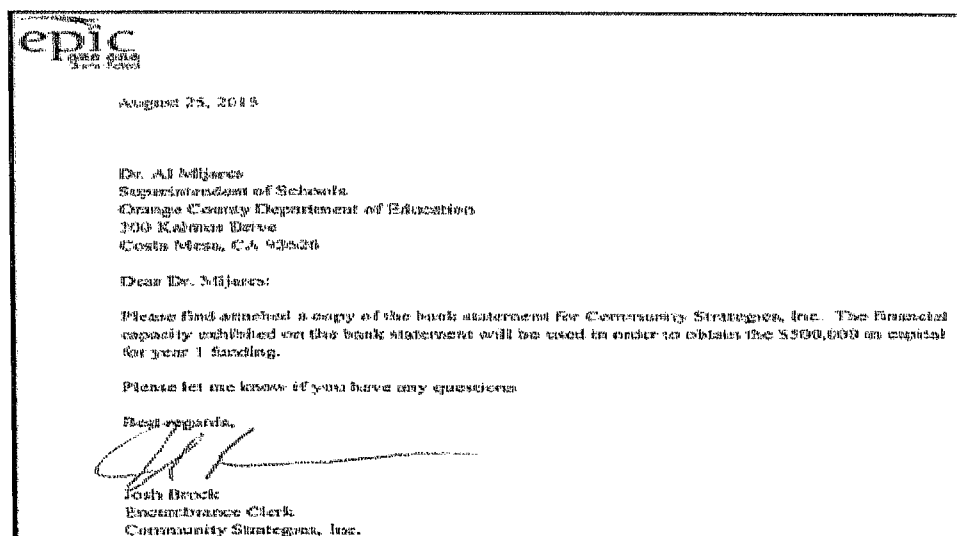 epic
one one
August 25, 2015
Dr. Al Mijares
Superintendent of Schools
Orange County Department of Education
200 Kalmus Drive
Costa Mesa, CA 92626
Dear Dr. Mijares:
Please find attached a copy of the bank statement for Community Strategies, Inc. The financial
capacity exhibited on the bank statement will be used in order to obtain the $500,000 in capital
for year 1 funding.
Please let me know if you have any questions
Best regards,
Josh Brock
Encumbrance Clerk
Community Strategies, Inc.